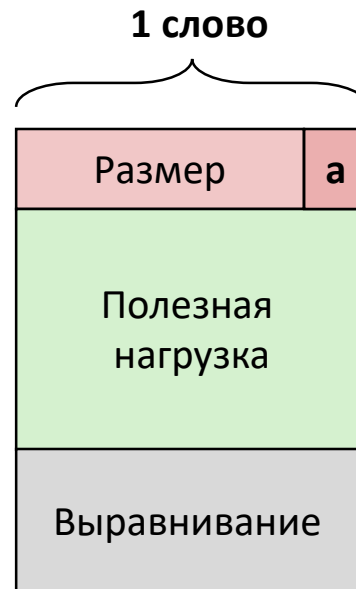 1 слово
Размер
a
Полезная
нагрузка
Выравнивание